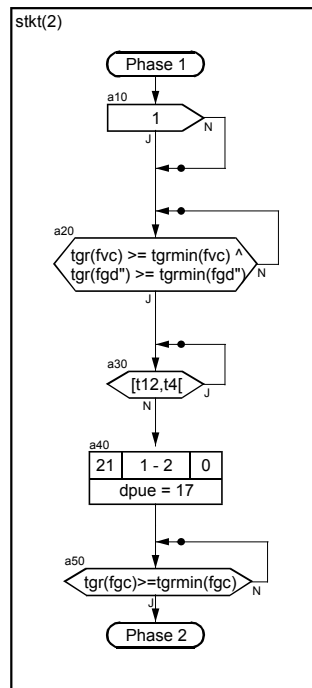 stkt(2)
Phase 1
a10
1
N
J
a20
tgr(fvc) >= tgrmin(fvc) ^
tgr(fgd") >= tgrmin(fgd")
N
J
a30
[t12,t4[
J
N
a40
21 1 - 2 0
dpue = 17
a50
tgr(fgc)>=tgrmin(fgc)
N
J
Phase 2